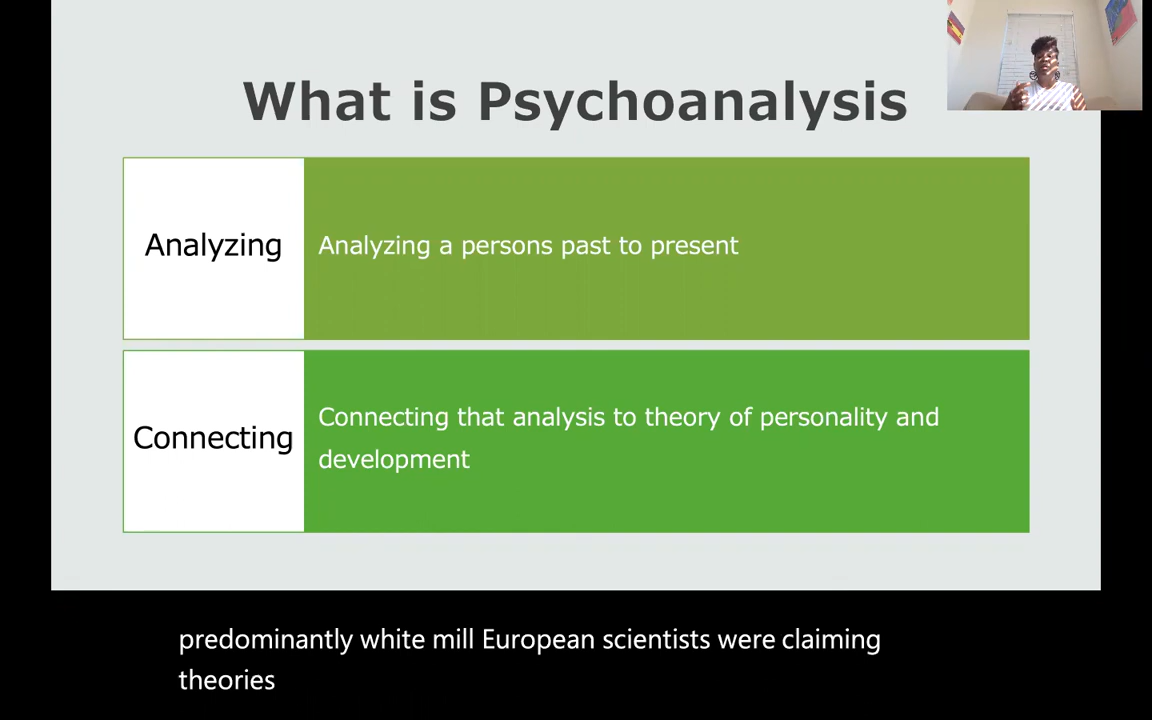 What is Psychoanalysis
Analyzing
Analyzing a persons past to present
Connecting
Connecting that analysis to theory of personality and
development
predominantly white mill European scientists were claiming
theories